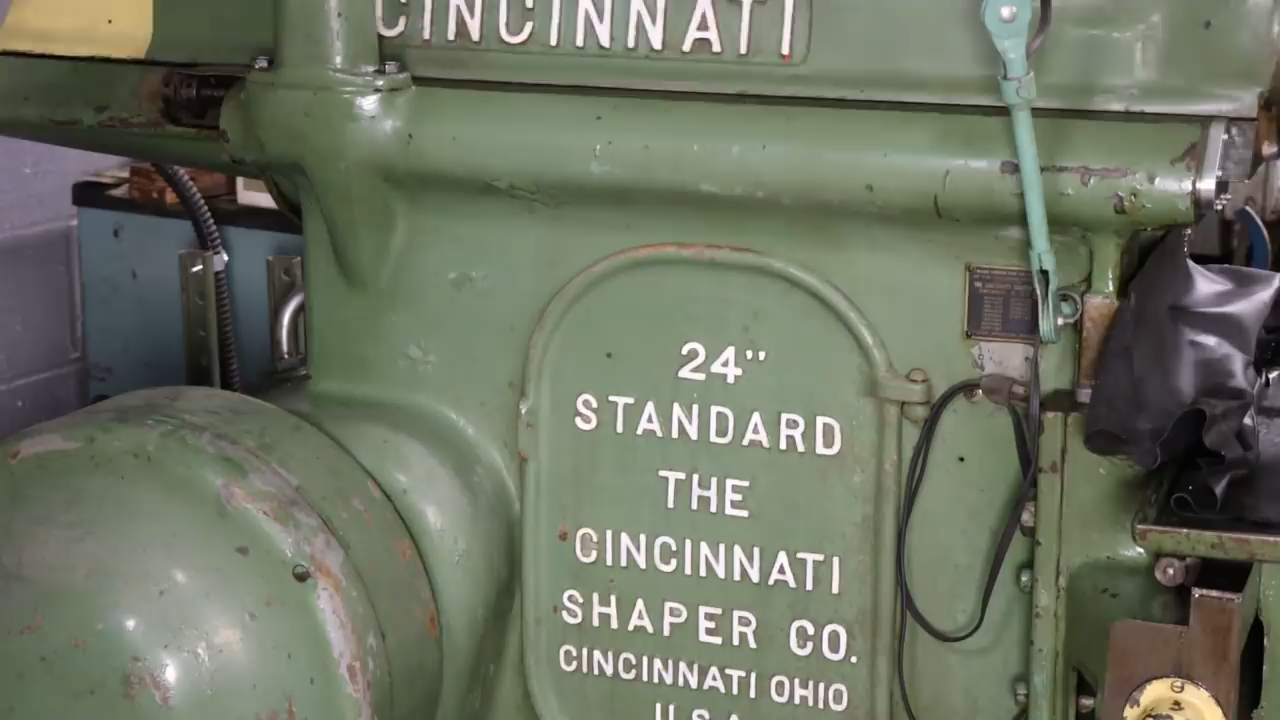 CINCINNATI
24"
STANDARD
THE
CINCINNATI
SHAPER CO.
CINCINNATI OHIO
U.S.A.